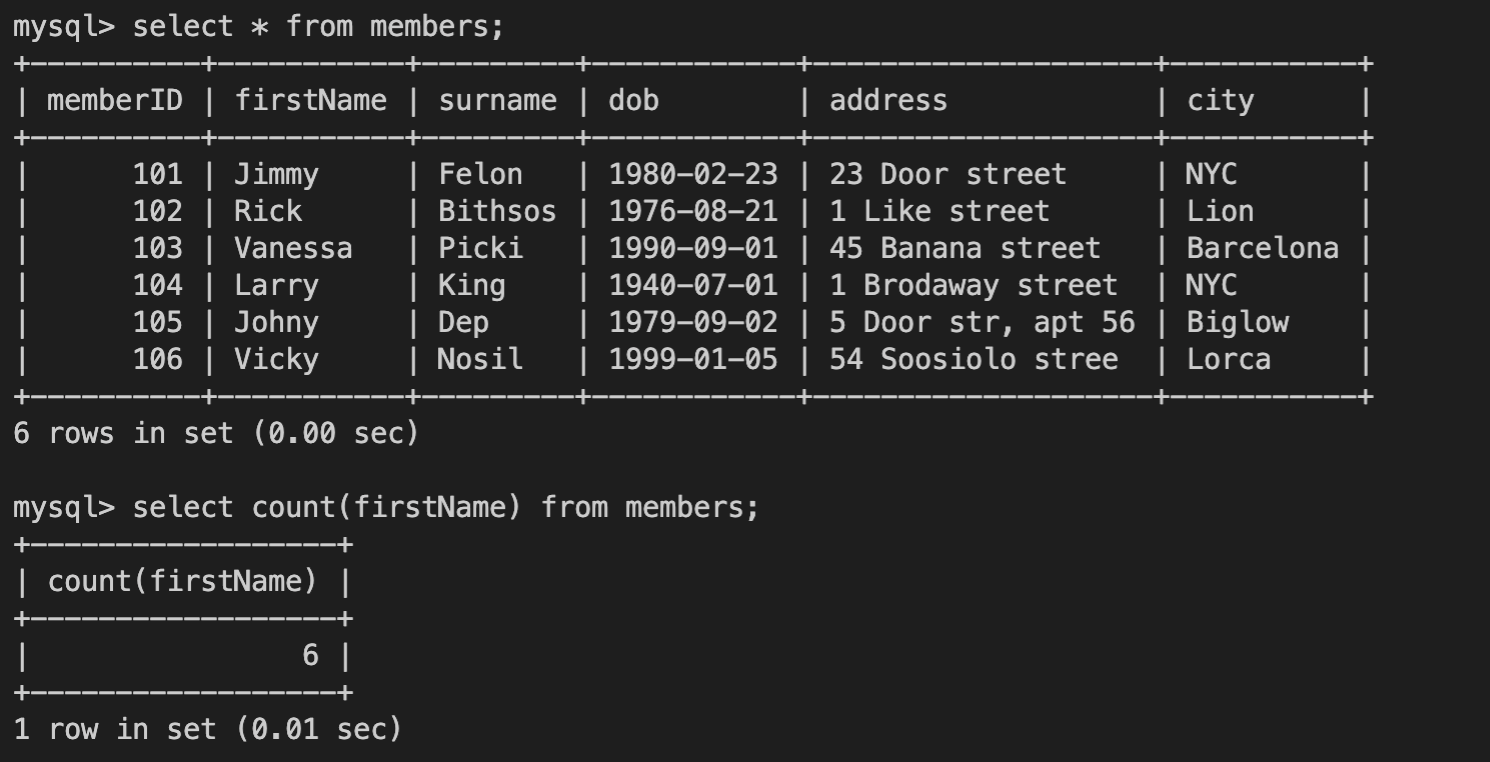 mysql> select * from members;
+----------+-----------+---------+------------+--------------------+-----------+
| memberID | firstName | surname | dob        | address            | city      |
+----------+-----------+---------+------------+--------------------+-----------+
|      101 | Jimmy     | Felon   | 1980-02-23 | 23 Door street     | NYC       |
|      102 | Rick      | Bithsos | 1976-08-21 | 1 Like street      | Lion      |
|      103 | Vanessa   | Picki   | 1990-09-01 | 45 Banana street   | Barcelona |
|      104 | Larry     | King    | 1940-07-01 | 1 Brodaway street  | NYC       |
|      105 | Johny     | Dep     | 1979-09-02 | 5 Door str, apt 56 | Biglow    |
|      106 | Vicky     | Nosil   | 1999-01-05 | 54 Soosiolo stree  | Lorca     |
+----------+-----------+---------+------------+--------------------+-----------+
6 rows in set (0.00 sec)

mysql> select count(firstName) from members;
+------------------+
| count(firstName) |
+------------------+
|                6 |
+------------------+
1 row in set (0.01 sec)